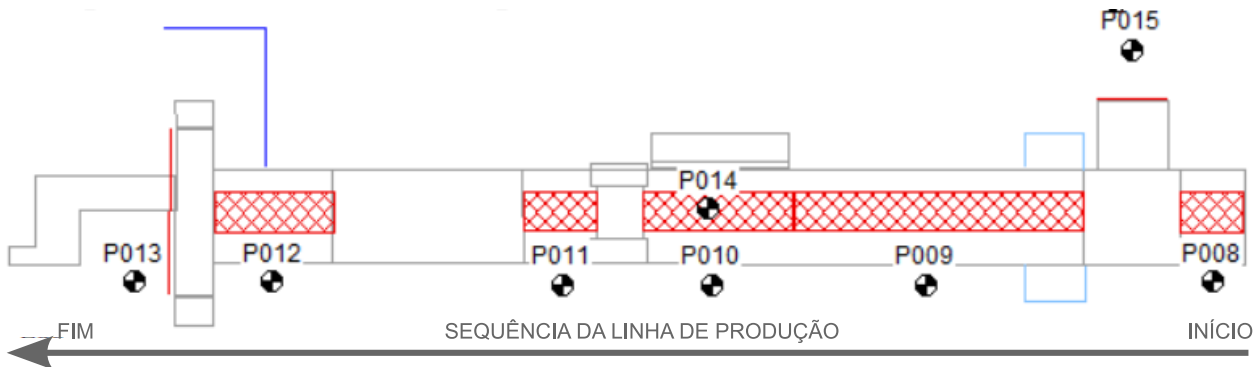 P015
P014
P013
P012
P011
P010
P009
P008
FIM
SEQUÊNCIA DA LINHA DE PRODUÇÃO
INÍCIO